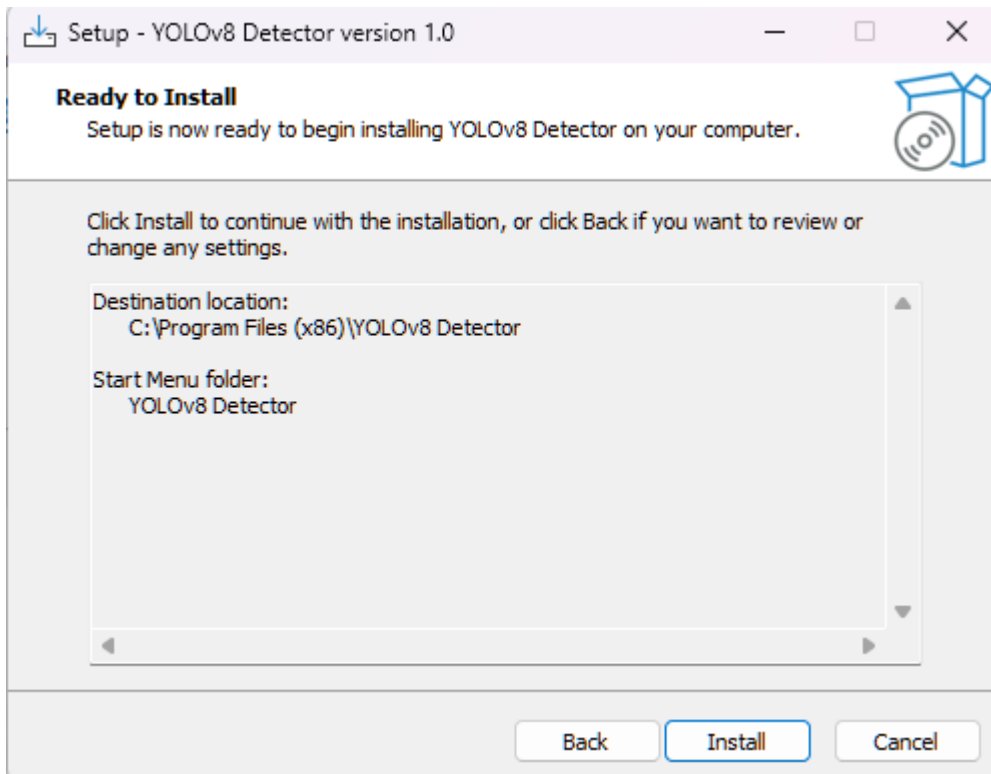 Setup - YOLOv8 Detector version 1.0
Ready to Install
Setup is now ready to begin installing YOLOv8 Detector on your computer.
Click Install to continue with the installation, or click Back if you want to review or
change any settings.
Destination location:
C:\Program Files (x86)\YOLOv8 Detector
Start Menu folder:
YOLOv8 Detector
Back Install Cancel